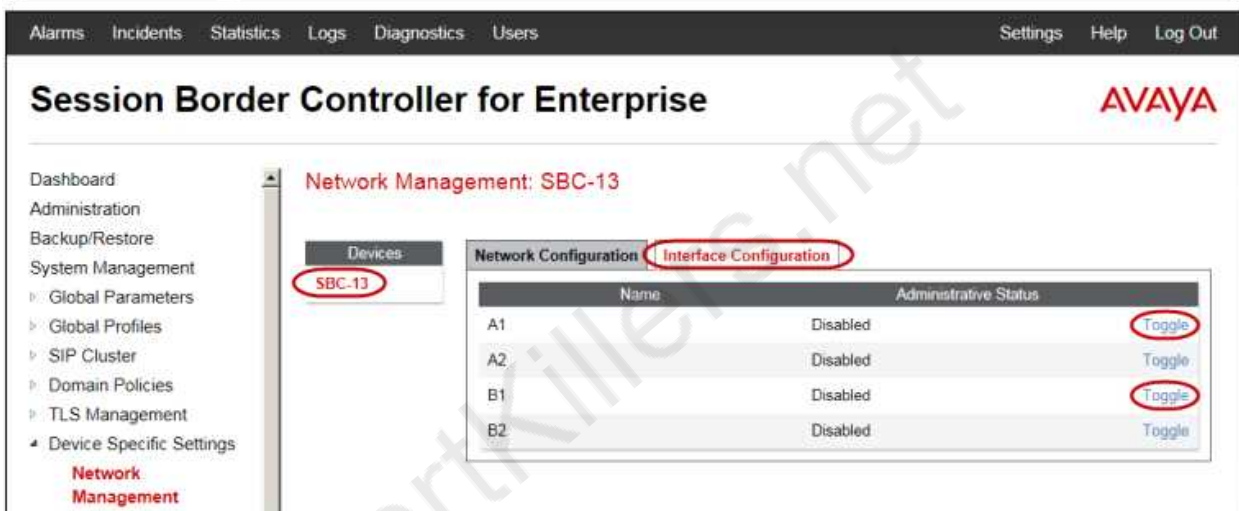 Alarms Incidents Statistics Logs Diagnostics Users Settings Help Log Out
Session Border Controller for Enterprise
AVAYA
Dashboard
Administration
Backup/Restore
System Management
Global Parameters
Global Profiles
SIP Cluster
Domain Policies
TLS Management
Device Specific Settings
Network
Management
Network Management: SBC-13
Devices
SBC-13
Network Configuration Interface Configuration
Name Administrative Status
A1 Disabled Toggle
A2 Disabled Toggle
B1 Disabled Toggle
B2 Disabled Toggle